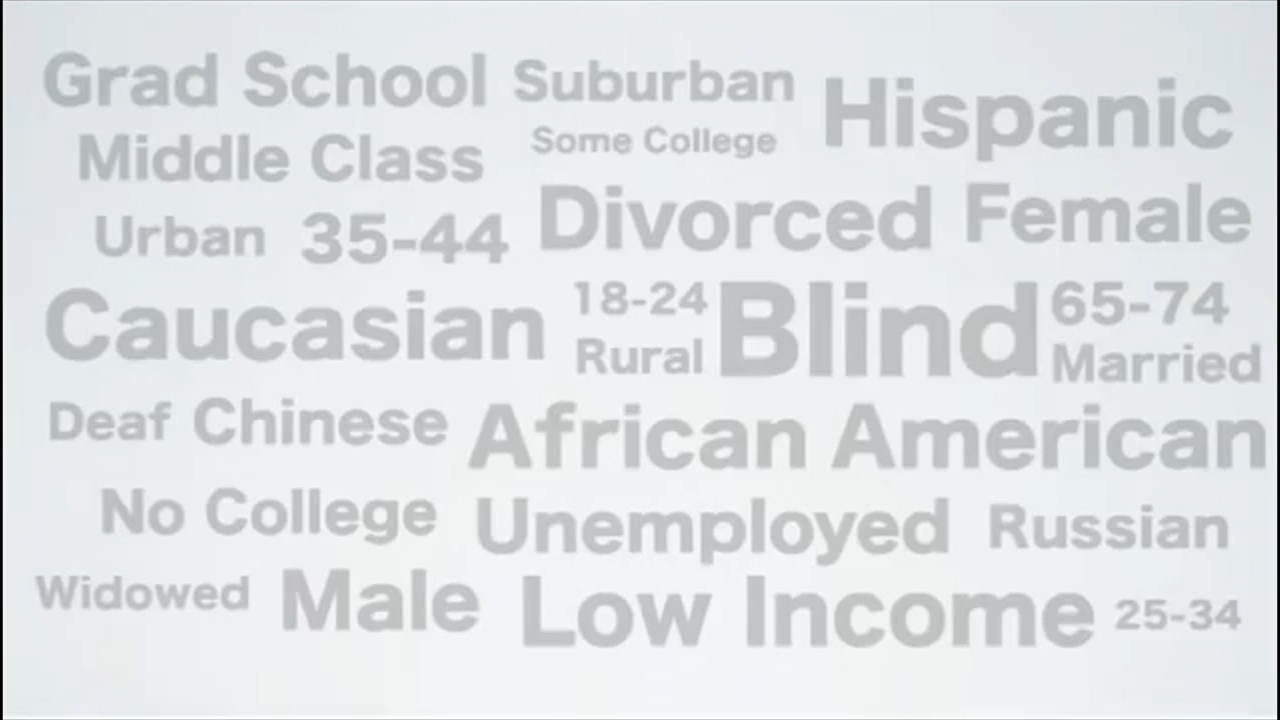 Grad School Suburban Hispanic
Middle Class Some College
Urban 35-44 Divorced Female
Caucasian 18-24 Blind 65-74
Rural Married
Deaf Chinese African American
No College Unemployed Russian
Widowed Male Low Income 25-34